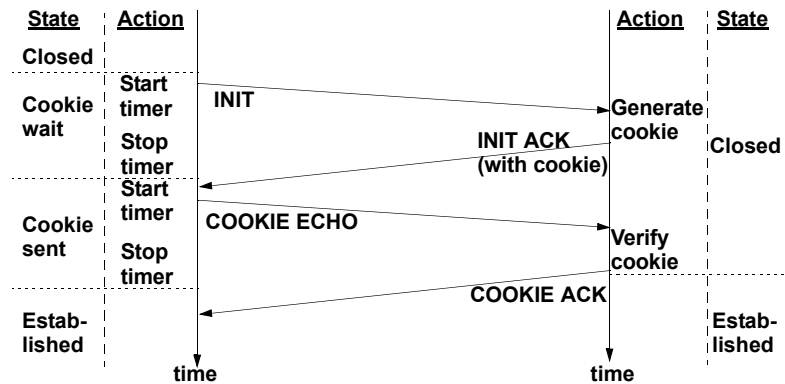 State Action Action State
Closed
Start
timer
INIT
Cookie
wait
Generate
cookie
Stop
timer
INIT ACK
(with cookie)
Closed
Start
timer
COOKIE ECHO
Cookie
sent
Stop
timer
Verify
cookie
COOKIE ACK
Estab-
lished
Estab-
lished
time time